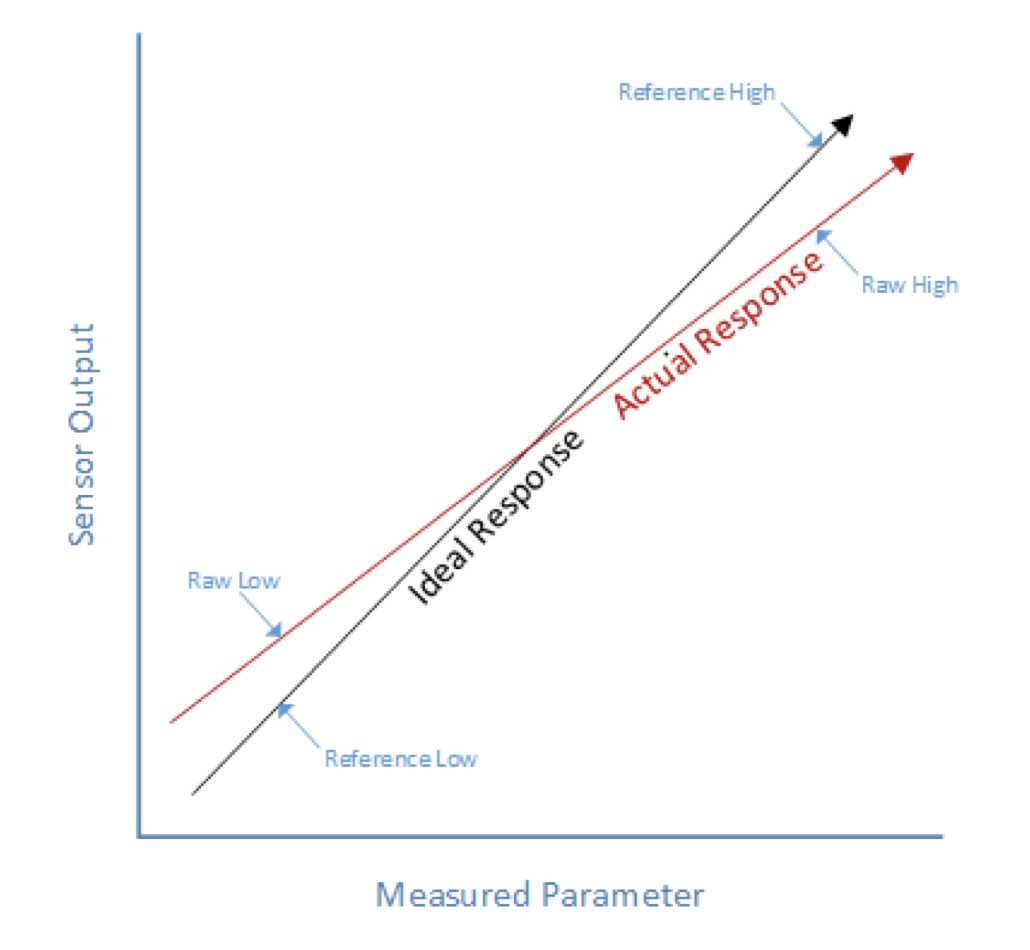 Reference High
Raw High
Actual Response
Ideal Response
Sensor Output
Raw Low
Reference Low
Measured Parameter